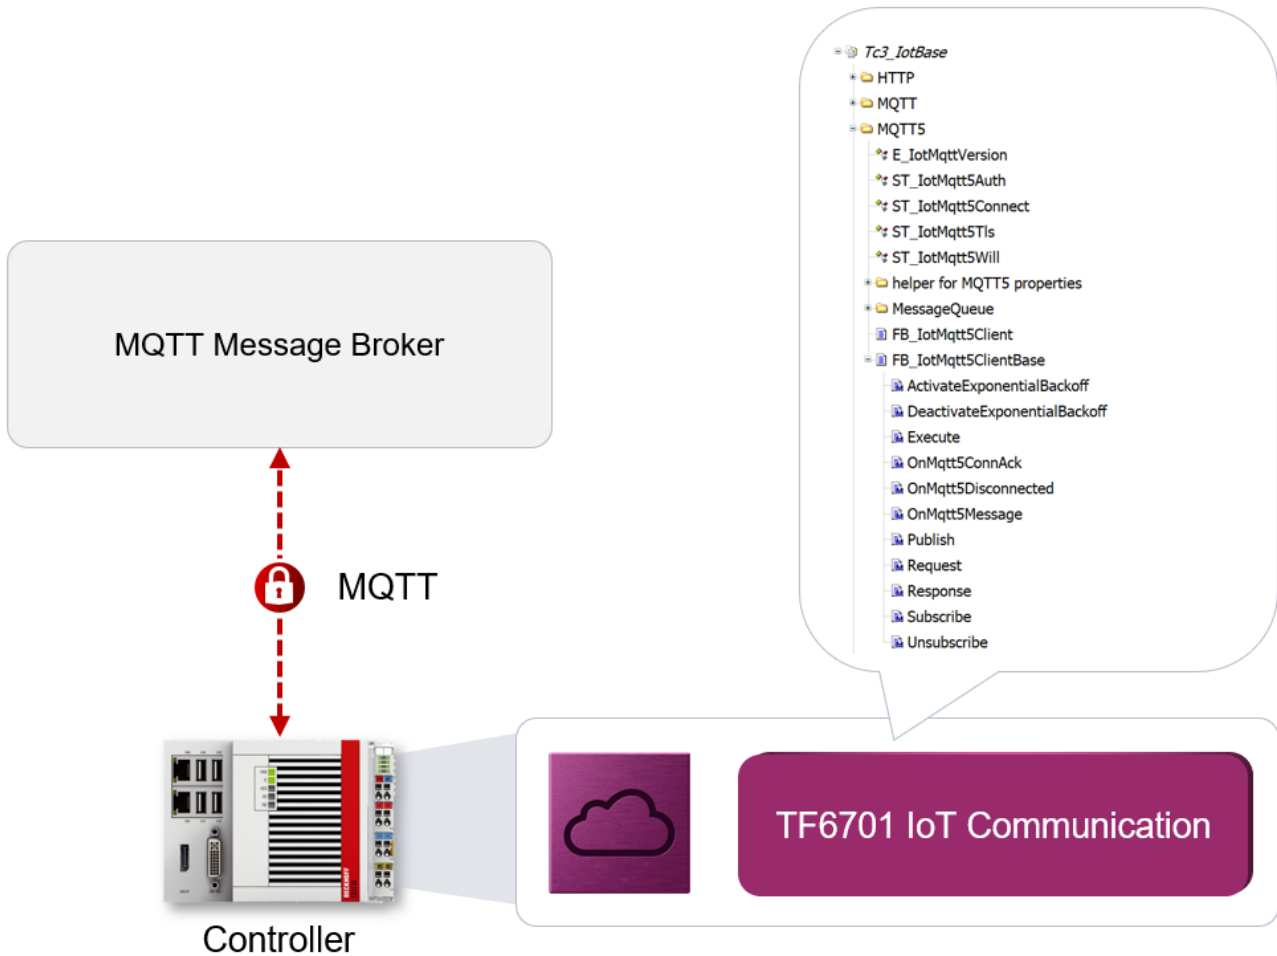 Tc3_IotBase
HTTP
MQTT
MQTT5
E_IotMqttVersion
ST_IotMqtt5Auth
ST_IotMqtt5Connect
ST_IotMqtt5Tls
ST_IotMqtt5Will
helper for MQTT5 properties
MessageQueue
FB_IotMqtt5Client
FB_IotMqtt5ClientBase
ActivateExponentialBackoff
DeactivateExponentialBackoff
Execute
OnMqtt5ConnAck
OnMqtt5Disconnected
OnMqtt5Message
Publish
Request
Response
Subscribe
Unsubscribe
MQTT Message Broker
MQTT
BECKHOFF
TF6701 IoT Communication
Controller